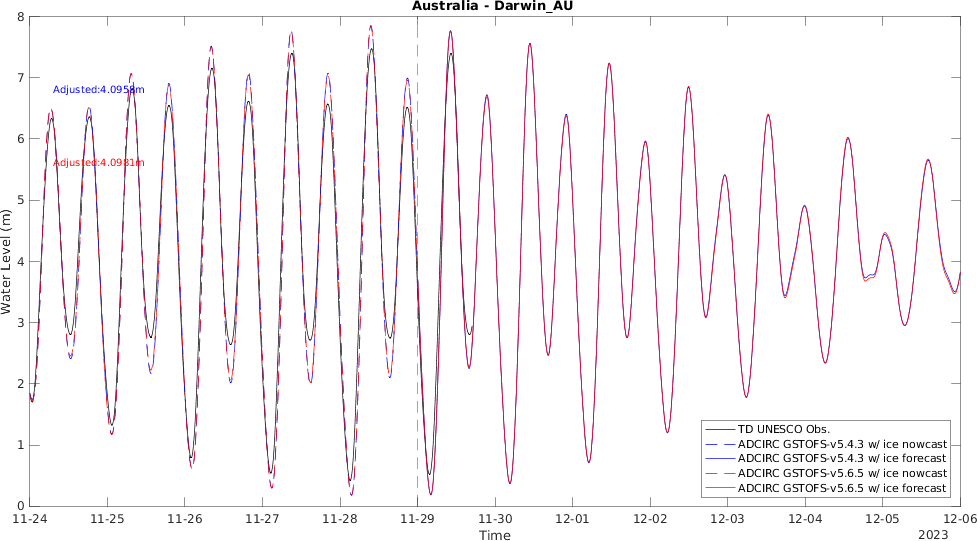 Australia - Darwin_AU
8
7
6
5
4
3
2
1
0
Water Level (m)
Adjusted:4.0958m
Adjusted:4.0981m
TD UNESCO Obs.
ADCIRC GSTOFS-v5.4.3 w/ ice nowcast
ADCIRC GSTOFS-v5.4.3 w/ ice forecast
ADCIRC GSTOFS-v5.6.5 w/ ice nowcast
ADCIRC GSTOFS-v5.6.5 w/ ice forecast
11-24 11-25 11-26 11-27 11-28 11-29 11-30 12-01 12-02 12-03 12-04 12-05 12-06
Time
2023